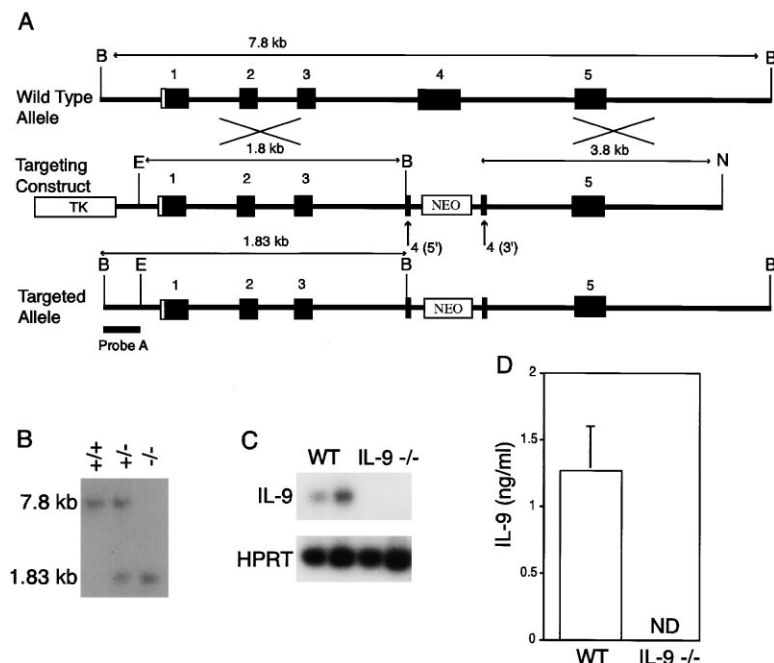 A
7.8 kb
B B
1 2 3 4 5
Wild Type
Allele
1.8 kb 3.8 kb
Targeting
Construct
E B N
1 2 3 5
TK NEO
4 (5') 4 (3')
1.83 kb
B E B B
1 2 3 5
Targeted
Allele
NEO
Probe A
B
+/+ +/- -/-
7.8 kb
1.83 kb
C
WT IL-9 -/-
IL-9
HPRT
D
2
1.5
1
0.5
0
IL-9 (ng/ml)
ND
WT IL-9 -/-